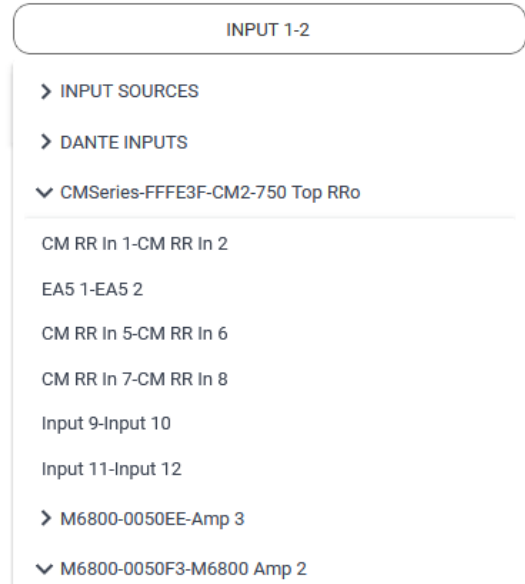 INPUT 1-2
INPUT SOURCES
DANTE INPUTS
CMSeries-FFFE3F-CM2-750 Top RRo
CM RR In 1-CM RR In 2
EA5 1-EA5 2
CM RR In 5-CM RR In 6
CM RR In 7-CM RR In 8
Input 9-Input 10
Input 11-Input 12
M6800-0050EE-Amp 3
M6800-0050F3-M6800 Amp 2